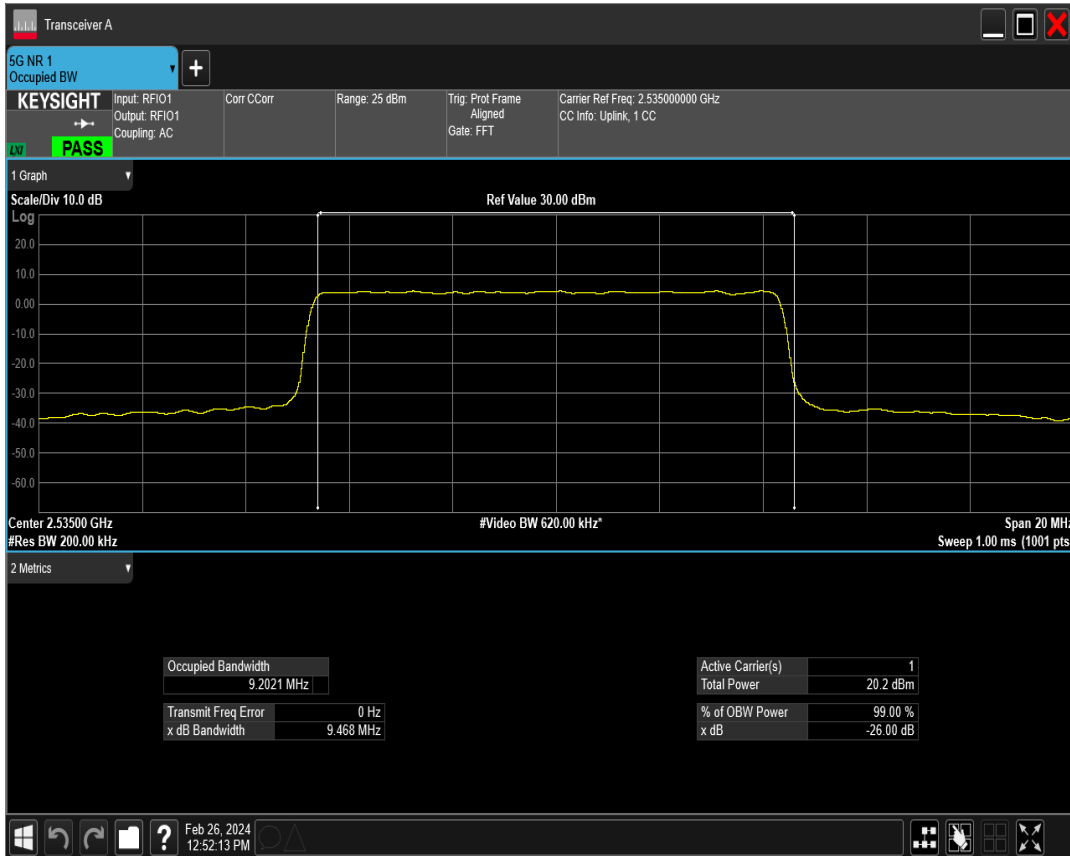 Transceiver A
5G NR 1
Occupied BW
+
KEYSIGHT
LXI
PASS
Input: RFIO1
Output: RFIO1
Coupling: AC
Corr CCorr
Range: 25 dBm
Trig: Prot Frame
Aligned
Gate: FFT
Carrier Ref Freq: 2.535000000 GHz
CC Info: Uplink, 1 CC
1 Graph
Scale/Div 10.0 dB
Ref Value 30.00 dBm
Log
20.0
10.0
0.00
-10.0
-20.0
-30.0
-40.0
-50.0
-60.0
Center 2.53500 GHz
#Video BW 620.00 kHz*
Span 20 MHz
#Res BW 200.00 kHz
Sweep 1.00 ms (1001 pts
2 Metrics
Occupied Bandwidth
9.2021 MHz
Transmit Freq Error 0 Hz
x dB Bandwidth 9.468 MHz
Active Carrier(s) 1
Total Power 20.2 dBm
% of OBW Power 99.00 %
x dB -26.00 dB
?
Feb 26, 2024
12:52:13 PM